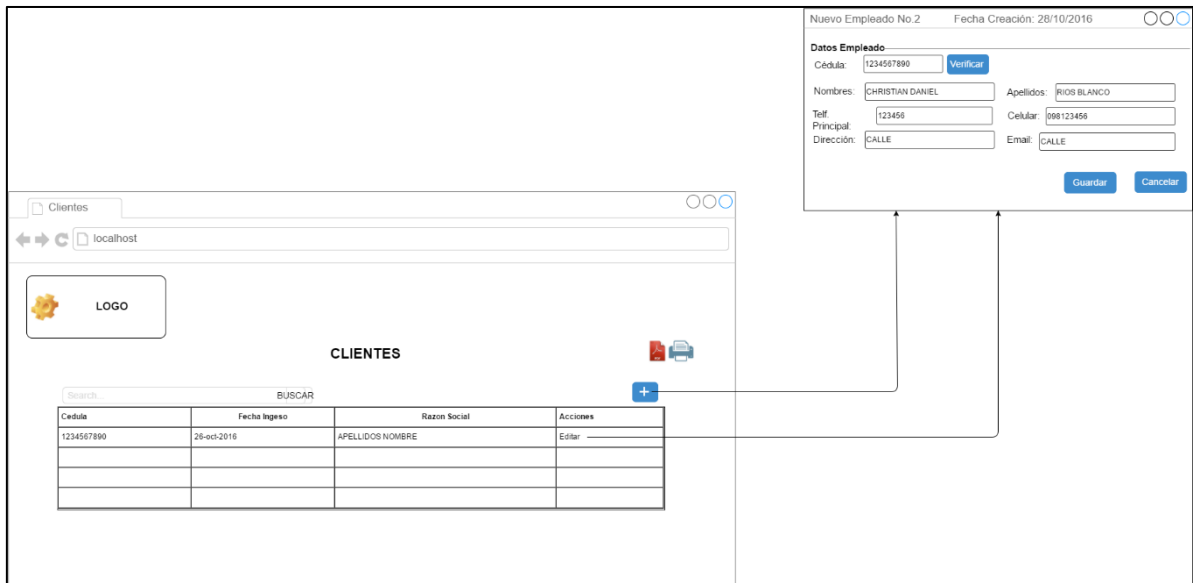 Nuevo Empleado No.2 Fecha Creación: 28/10/2016
Datos Empleado
Cédula: 1234567890 Verificar
Nombres: CHRISTIAN DANIEL Apellidos: RIOS BLANCO
Telf. Principal: 123456 Celular: 098123456
Dirección: CALLE Email: CALLE
Guardar Cancelar
Clientes
localhost
LOGO
CLIENTES
Search... BUSCAR +
Cedula Fecha Ingeso Razon Social Acciones
1234567890 26-oct-2016 APELLIDOS NOMBRE Editar